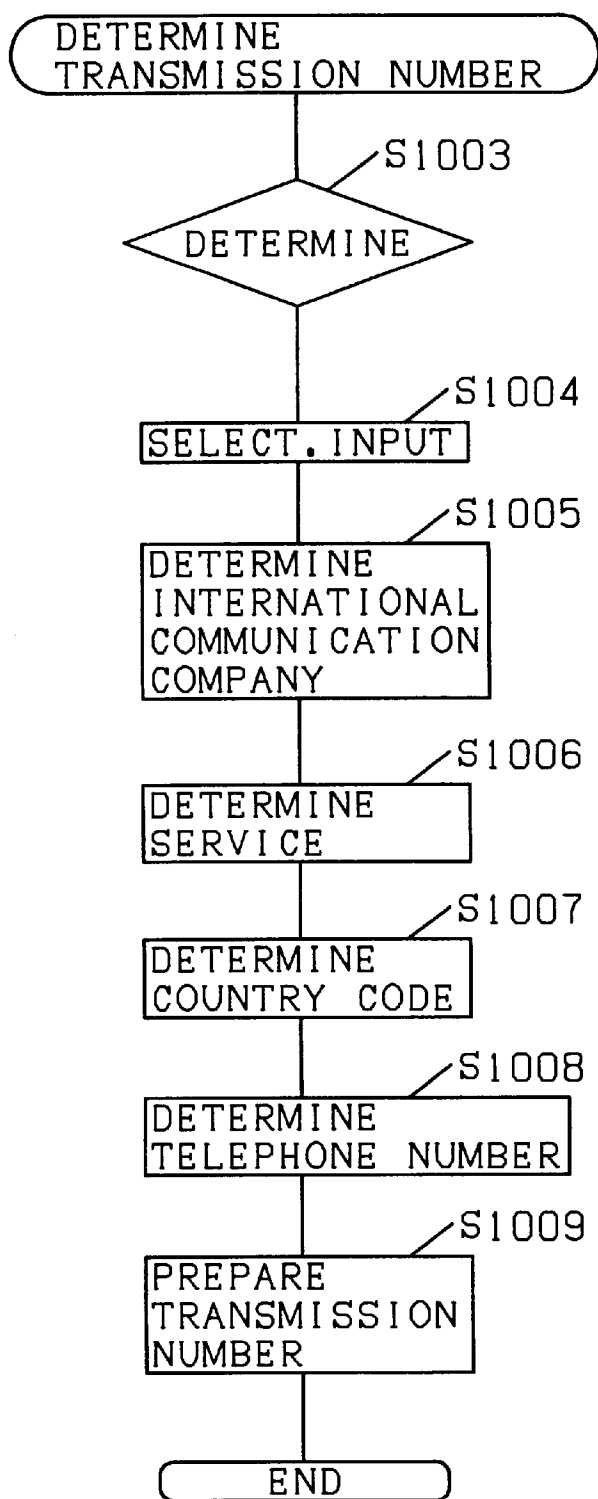 DETERMINE
TRANSMISSION NUMBER
S1003
DETERMINE
S1004
SELECT.INPUT
S1005
DETERMINE
INTERNATIONAL
COMMUNICATION
COMPANY
S1006
DETERMINE
SERVICE
S1007
DETERMINE
COUNTRY CODE
S1008
DETERMINE
TELEPHONE NUMBER
S1009
PREPARE
TRANSMISSION
NUMBER
END